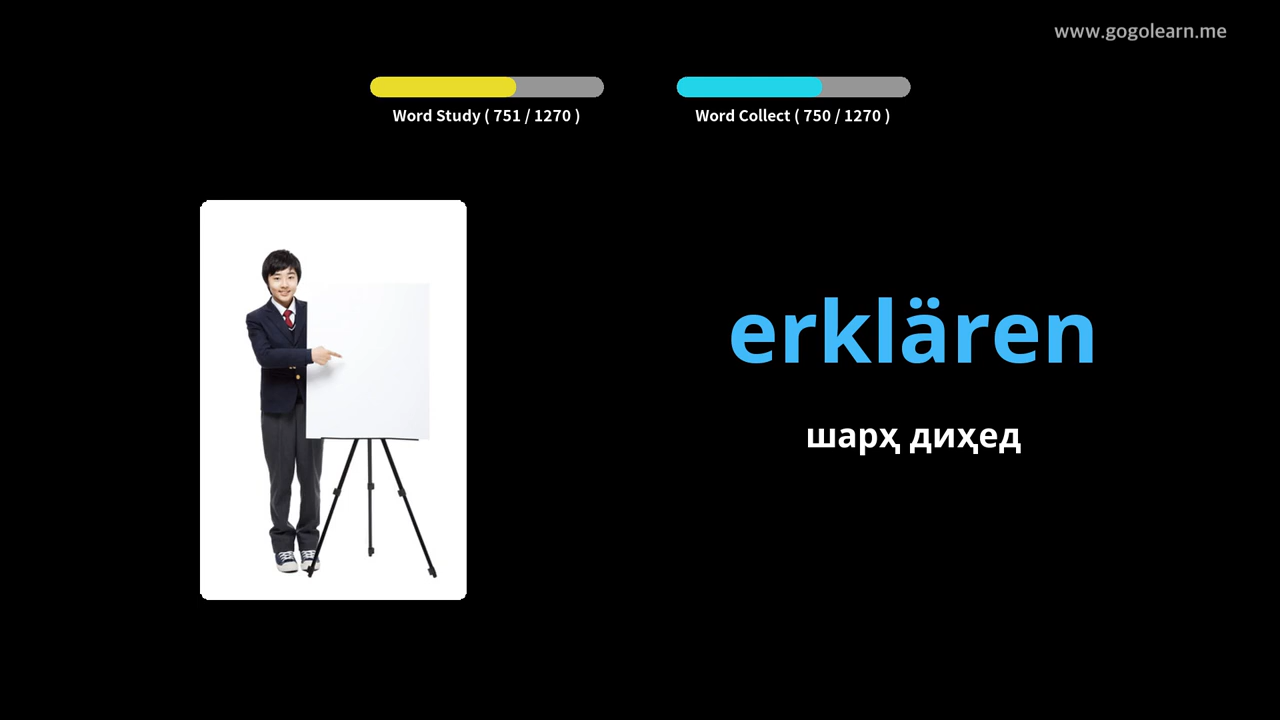 www.gogolearn.me
Word Study ( 751 / 1270 )
Word Collect ( 750 / 1270 )
erklären
шарҳ диҳед